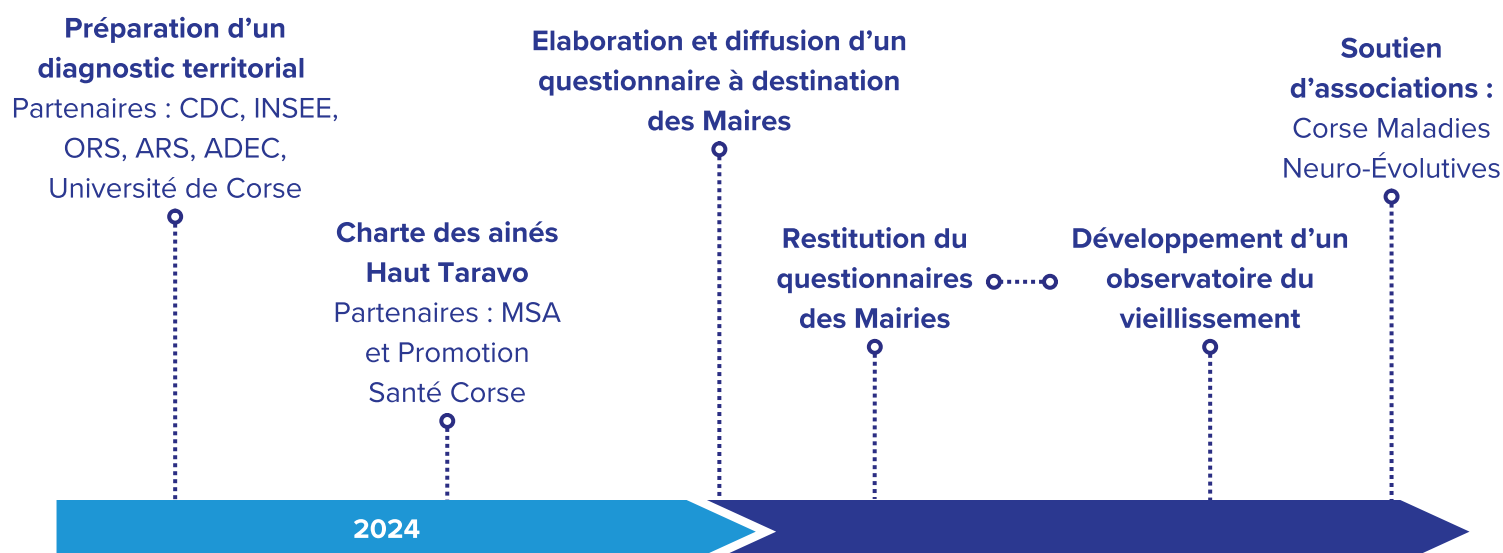 Préparation d’un
diagnostic territorial
Partenaires : CDC, INSEE,
ORS, ARS, ADEC,
Université de Corse
Charte des ainés
Haut Taravo
Partenaires : MSA
et Promotion
Santé Corse
Elaboration et diffusion d’un
questionnaire à destination
des Maires
Restitution du
questionnaires
des Mairies
Développement d’un
observatoire du
vieillissement
Soutien
d’associations :
Corse Maladies
Neuro-Évolutives
2024